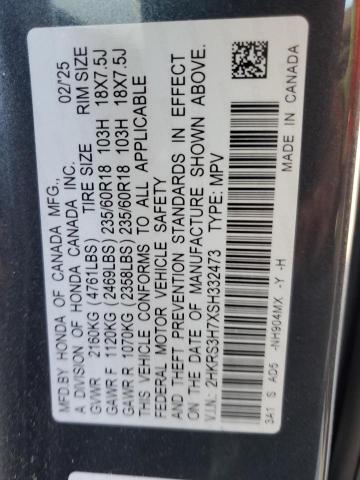 MFD.BY HONDA OF CANADA MFG., 02/'25
A DIVISION OF HONDA CANADA INC.
TIRE SIZE RIM SIZE
GVWR 2160KG (4761LBS)
GAWR F 1120KG (2469LBS) 235/60R18 103H 18X7.5J
GAWR R 1070KG (2358LBS) 235/60R18 103H 18X7.5J
THIS VEHICLE CONFORMS TO ALL APPLICABLE
FEDERAL MOTOR VEHICLE SAFETY
AND THEFT PREVENTION STANDARDS IN EFFECT
ON THE DATE OF MANUFACTURE SHOWN ABOVE.
V.I.N.: 2HKRS3H7XSH332473 TYPE: MPV
3A1 S AD5 -NH904MX -Y -H MADE IN CANADA